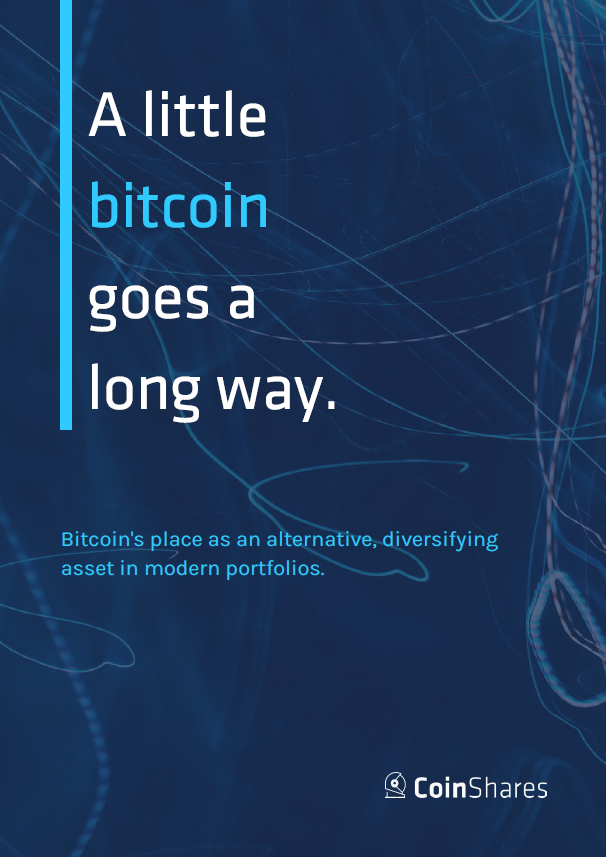 A little
bitcoin
goes a
long way.
Bitcoin's place as an alternative, diversifying
asset in modern portfolios.
CoinShares